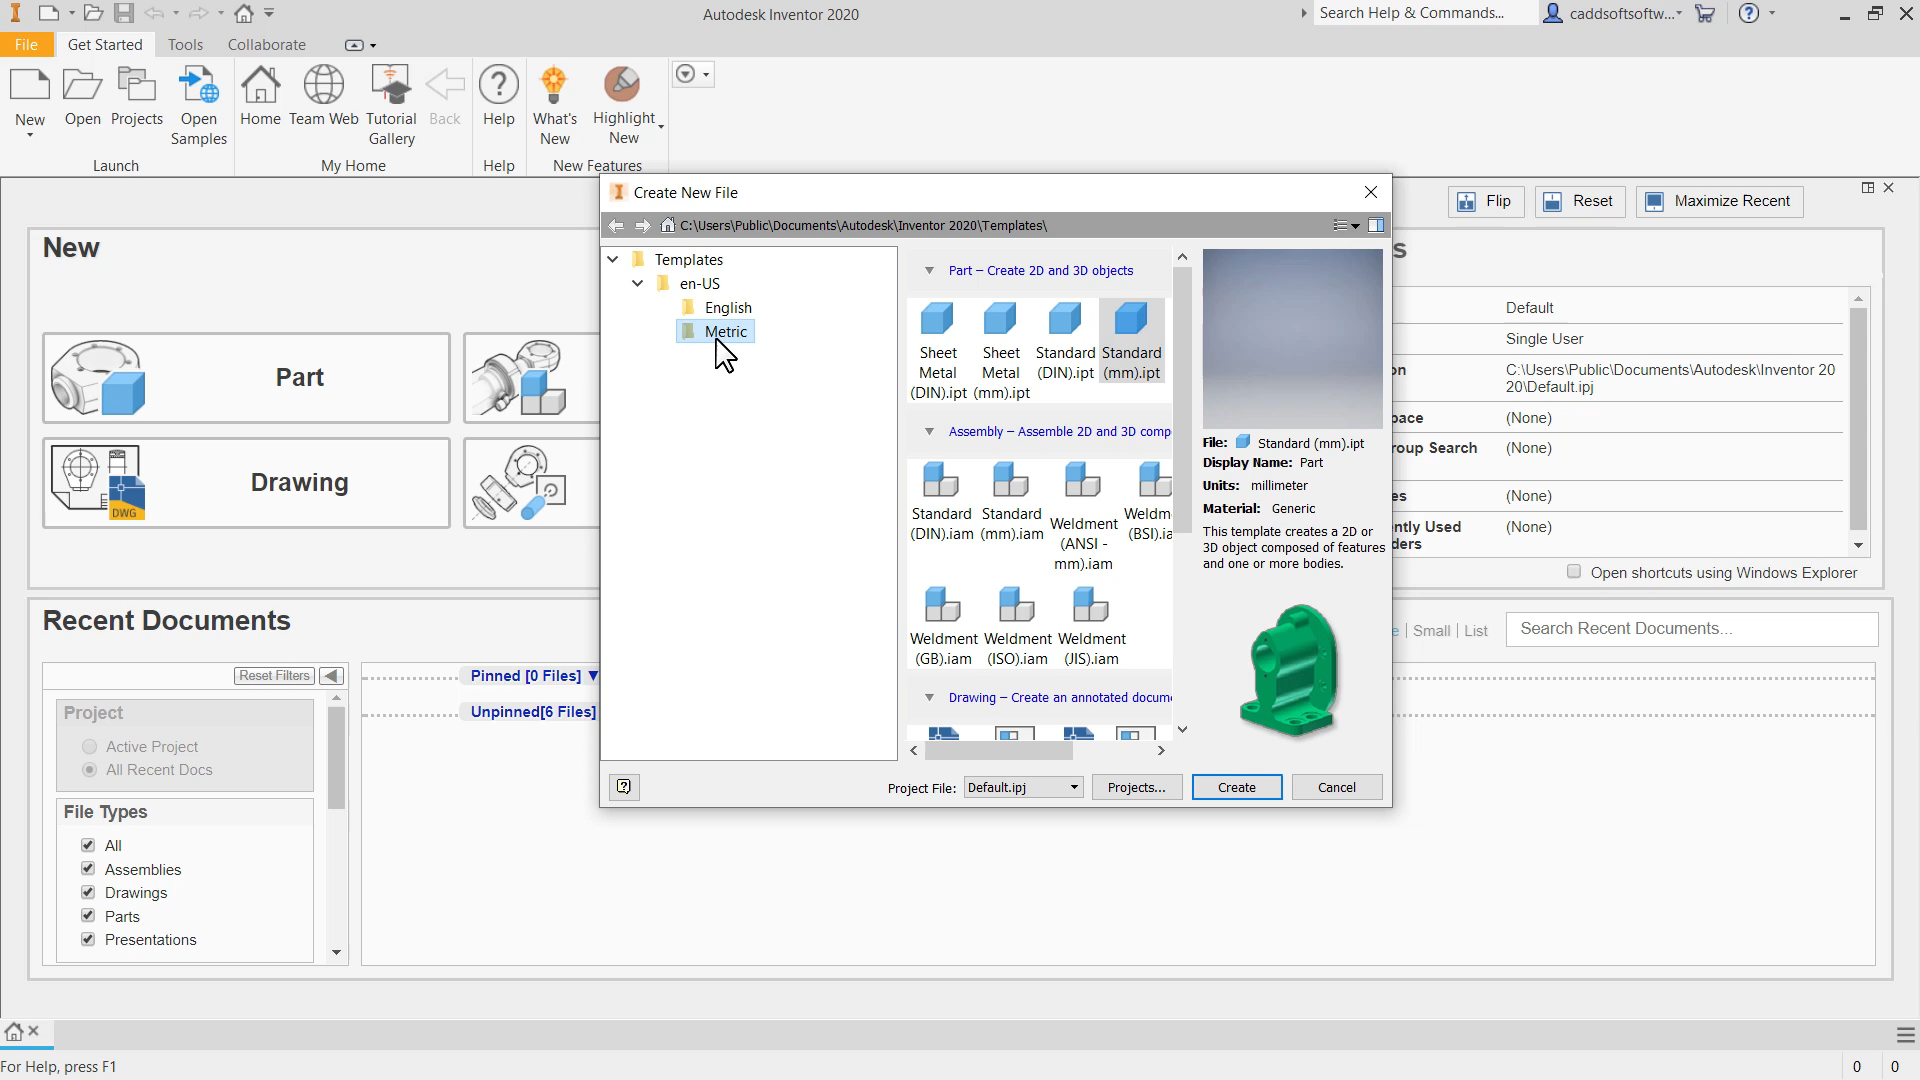 Autodesk Inventor 2020
Search Help & Commands...
caddsoftsoftw...
File
Get Started
Tools
Collaborate
New
Open
Projects
Open
Samples
Home
Team Web
Tutorial
Gallery
Back
Help
What's
New
Highlight
New
Launch
My Home
Help
New Features
Create New File
C:\Users\Public\Documents\Autodesk\Inventor 2020\Templates\
Templates
en-US
English
Metric
Part – Create 2D and 3D objects
Sheet
Metal
(DIN).ipt
Sheet
Metal
(mm).ipt
Standard
(DIN).ipt
Standard
(mm).ipt
Assembly – Assemble 2D and 3D comp
Standard
(DIN).iam
Standard
(mm).iam
Weldment
(ANSI -
mm).iam
Weldm
(BSI).ia
Weldment
(GB).iam
Weldment
(ISO).iam
Weldment
(JIS).iam
Drawing – Create an annotated docum
File: Standard (mm).ipt
Display Name: Part
Units: millimeter
Material: Generic
This template creates a 2D or
3D object composed of features
and one or more bodies.
Project File:
Default.ipj
Projects...
Create
Cancel
Flip
Reset
Maximize Recent
New
Part
Drawing
DWG
s
Default
Single User
on
C:\Users\Public\Documents\Autodesk\Inventor 20
20\Default.ipj
pace
(None)
roup Search
(None)
es
(None)
ntly Used
ders
(None)
Open shortcuts using Windows Explorer
Recent Documents
e | Small | List
Search Recent Documents...
Reset Filters
Pinned [0 Files]
Unpinned[6 Files]
Project
Active Project
All Recent Docs
File Types
All
Assemblies
Drawings
Parts
Presentations
For Help, press F1
0
0